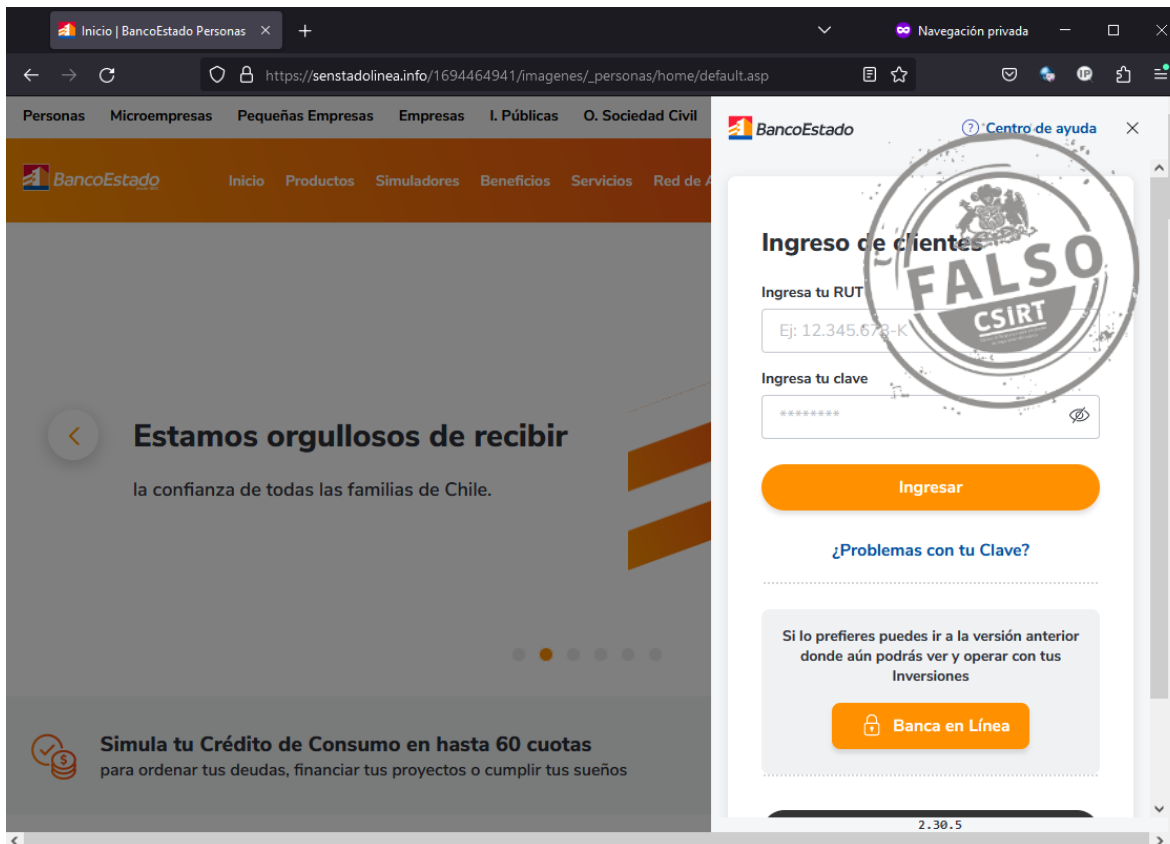 Inicio | BancoEstado Personas
Navegación privada
https://senstadolinea.info/1694464941/imagenes/_personas/home/default.asp
Personas Microempresas Pequeñas Empresas Empresas I. Públicas O. Sociedad Civil
BancoEstado
Inicio Productos Simuladores Beneficios Servicios Red de A
Estamos orgullosos de recibir
la confianza de todas las familias de Chile.
Simula tu Crédito de Consumo en hasta 60 cuotas
para ordenar tus deudas, financiar tus proyectos o cumplir tus sueños
BancoEstado
Centro de ayuda
Ingreso de clientes
FALSO
CSIRT
Ingresa tu RUT
Ej: 12.345.678-K
Ingresa tu clave
********
Ingresar
¿Problemas con tu Clave?
Si lo prefieres puedes ir a la versión anterior
donde aún podrás ver y operar con tus
Inversiones
Banca en Línea
2.30.5